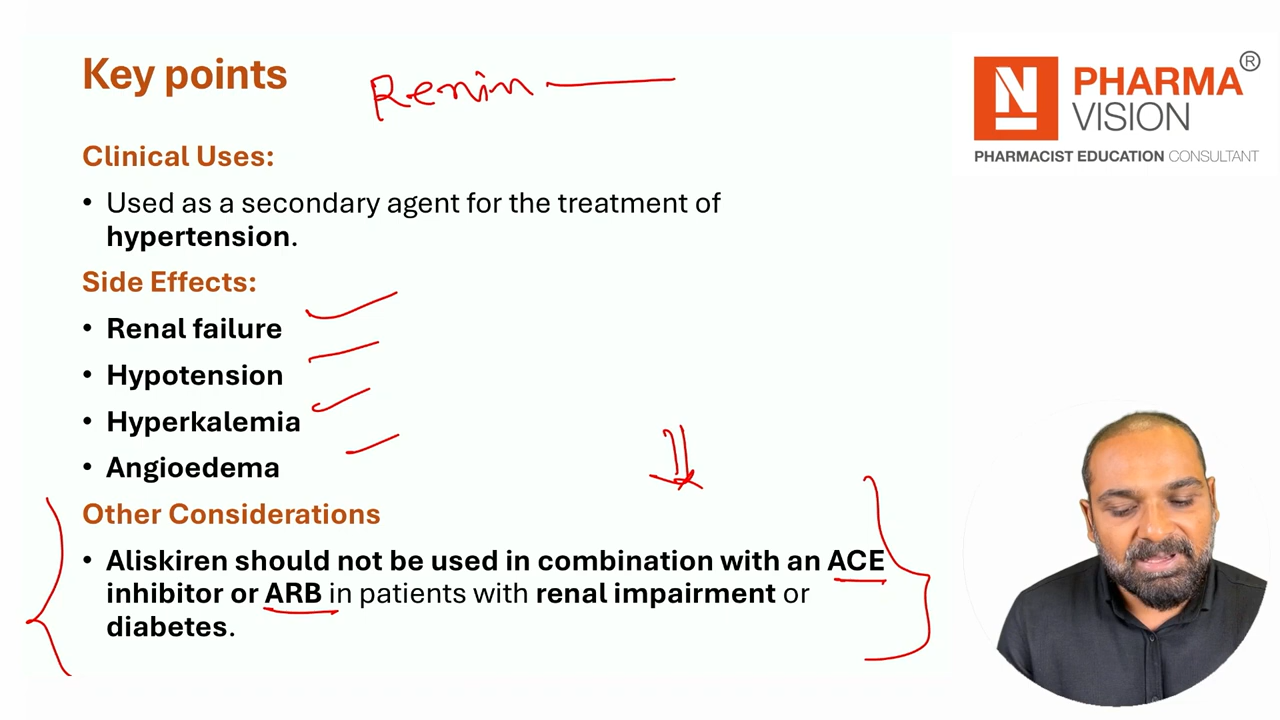 Key points
Renin
Clinical Uses:
• Used as a secondary agent for the treatment of
hypertension.
Side Effects:
• Renal failure
• Hypotension
• Hyperkalemia
• Angioedema
Other Considerations
• Aliskiren should not be used in combination with an ACE
inhibitor or ARB in patients with renal impairment or
diabetes.
N PHARMA®
VISION
PHARMACIST EDUCATION CONSULTANT